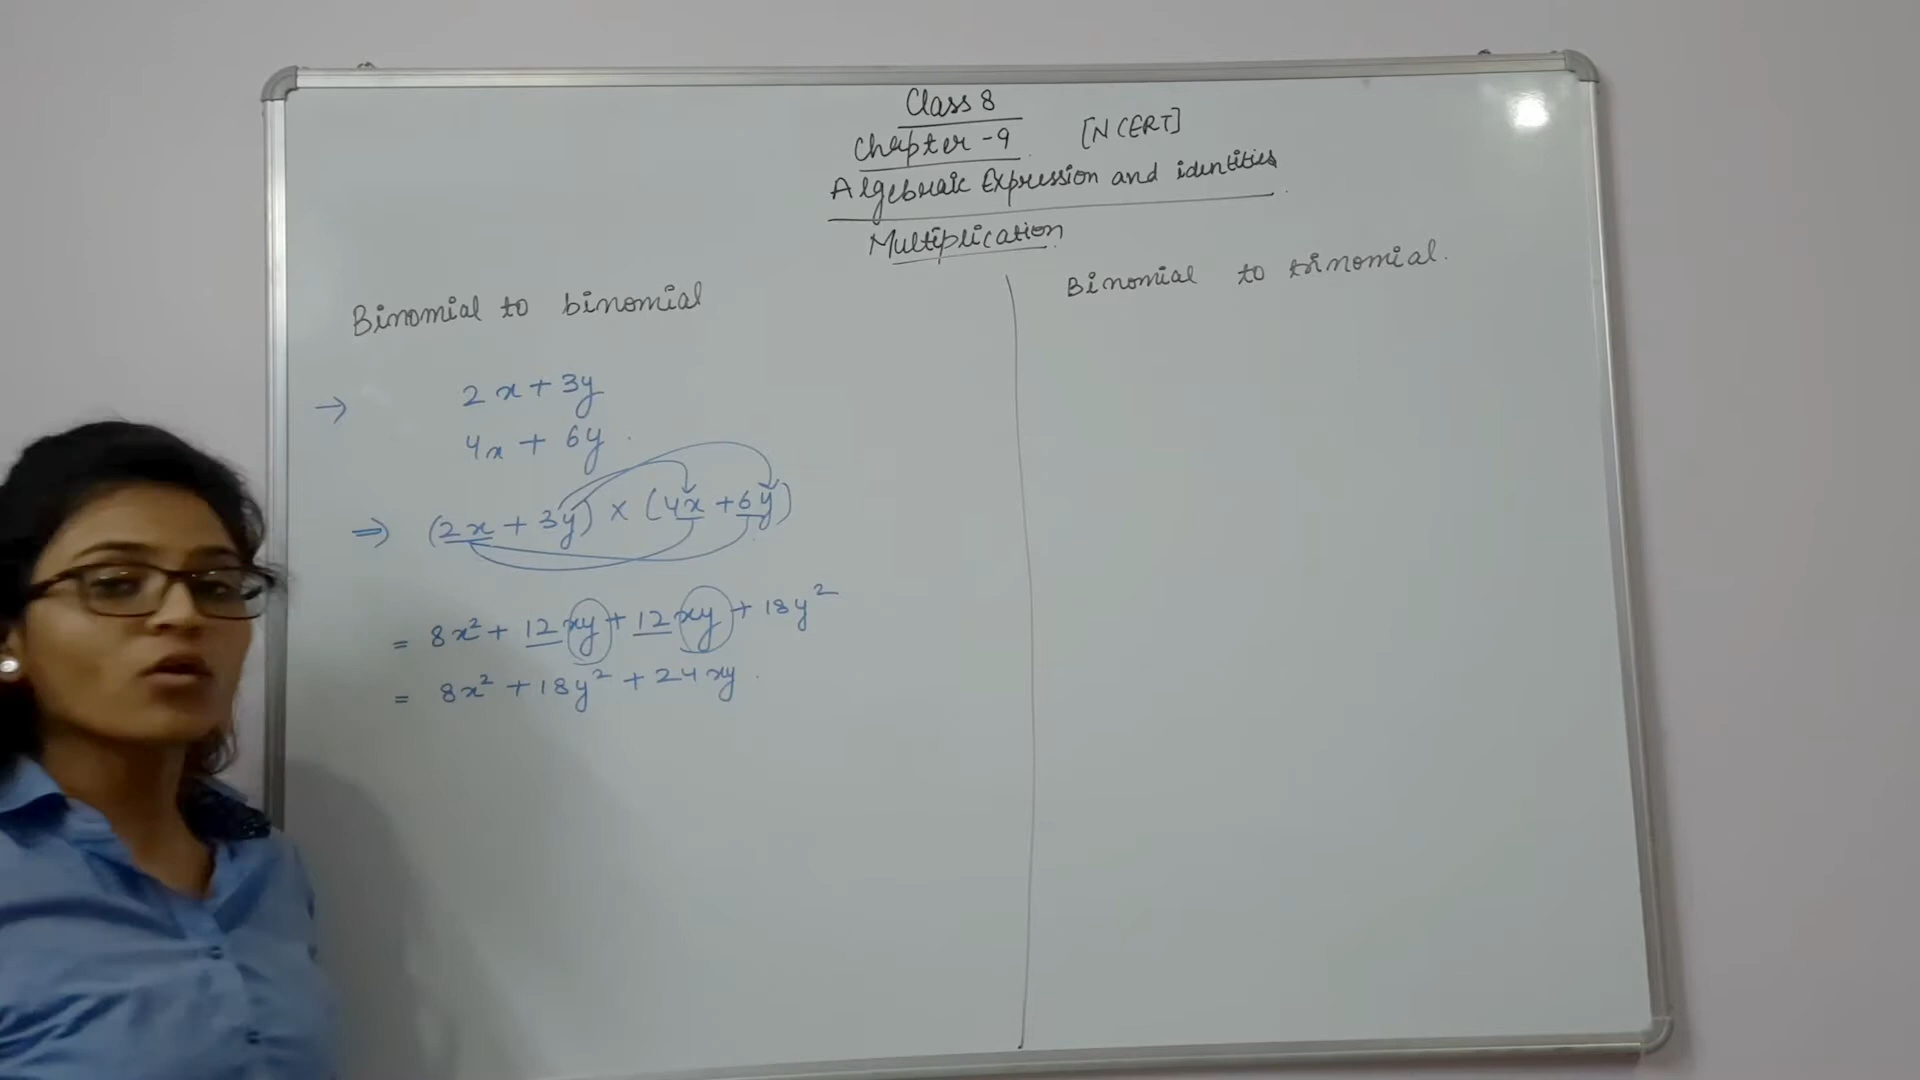 Class 8
Chapter - 9 [NCERT]
Algebraic Expression and identities
Multiplication
Binomial to binomial
→ 2x + 3y
4x + 6y
⇒ (2x + 3y) × (4x + 6y)
= 8x² + 12xy + 12xy + 18y²
= 8x² + 18y² + 24xy
Binomial to trinomial.